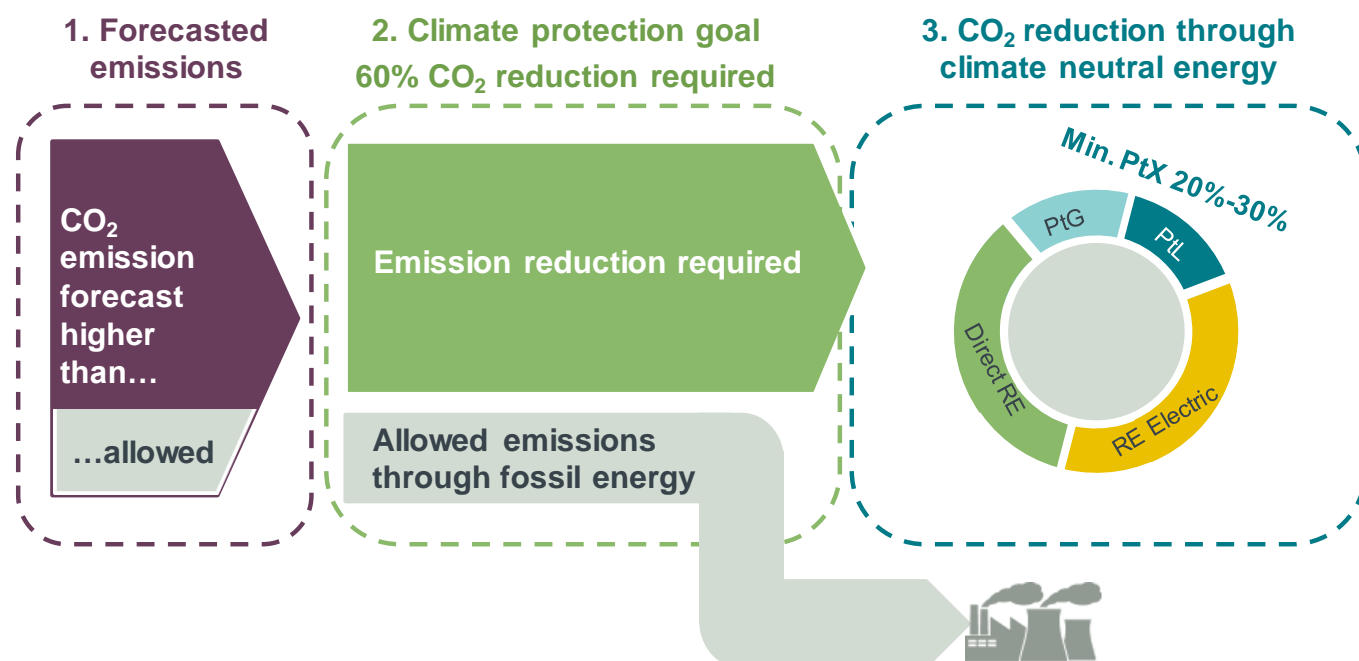 1. Forecasted
emissions
2. Climate protection goal
60% CO₂ reduction required
3. CO₂ reduction through
climate neutral energy
CO₂
emission
forecast
higher
than…
…allowed
Emission reduction required
Allowed emissions
through fossil energy
Min. PtX 20%-30%
PtG
PtL
Direct RE
RE Electric